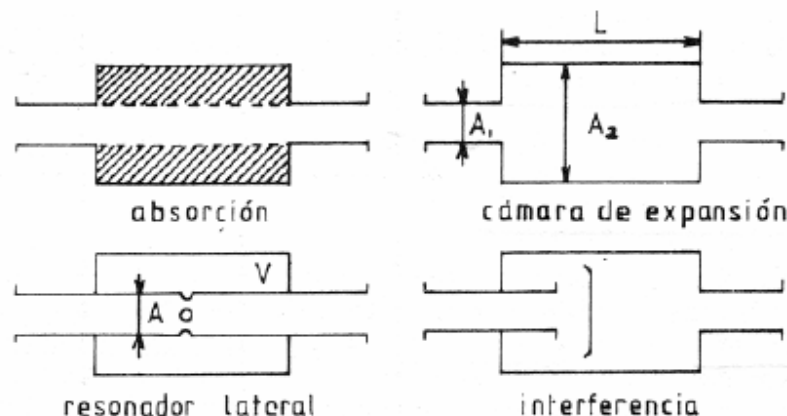 L
A₁
A₂
absorción
cámara de expansión
V
A
resonador lateral
interferencia